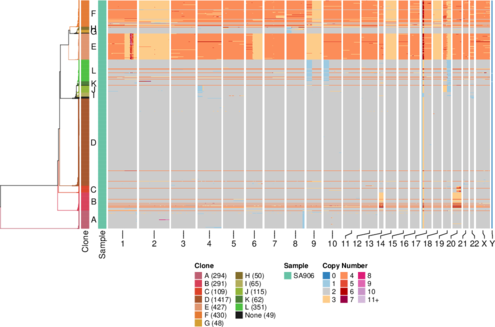 F
H
G
E
L
K
J
I
D
C
B
A
Clone
Sample
1 2 3 4 5 6 7 8 9 10 11 12 13 14 15 16 17 18 19 20 21 22 X Y
Clone Sample Copy Number
A (294) H (50) SA906 0 4 8
B (291) I (65) 1 5 9
C (109) J (115) 2 6 10
D (1417) K (62) 3 7 11+
E (427) L (351)
F (430) None (49)
G (48)